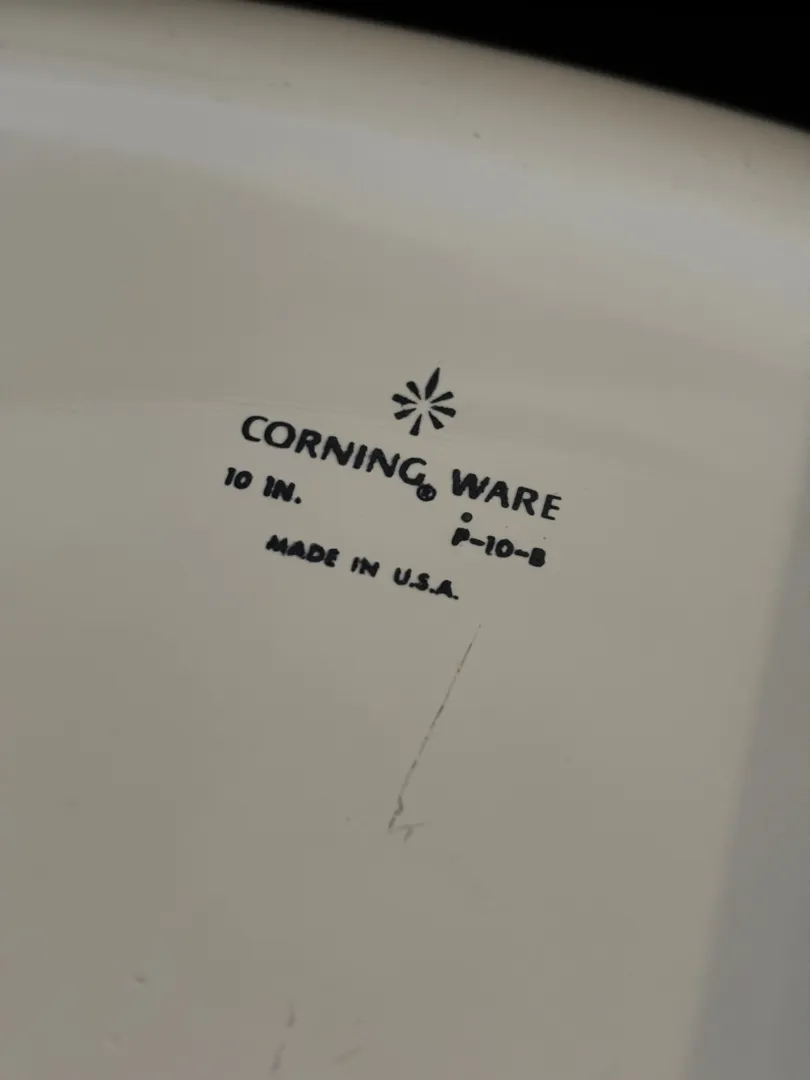 CORNING® WARE
10 IN.
P-10-B
MADE IN U.S.A.